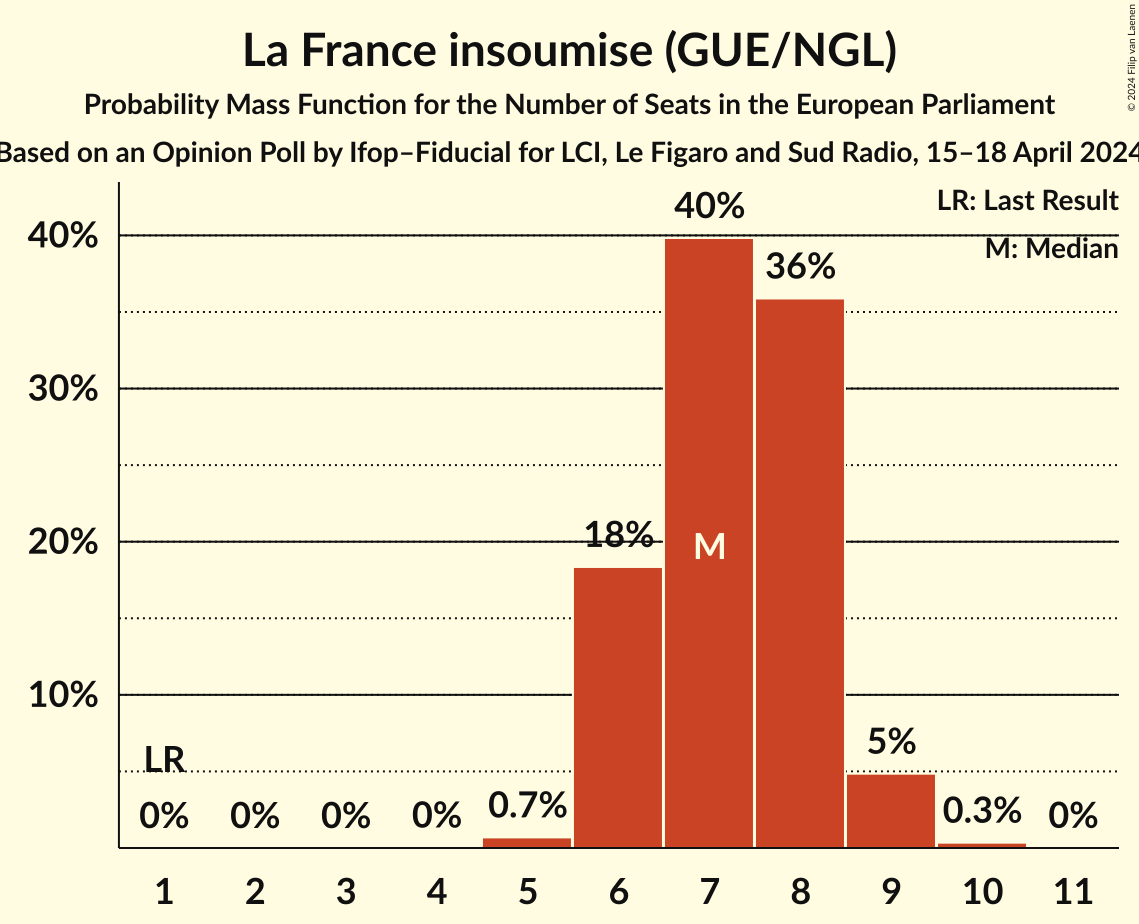 La France insoumise (GUE/NGL)
Probability Mass Function for the Number of Seats in the European Parliament
Based on an Opinion Poll by Ifop–Fiducial for LCI, Le Figaro and Sud Radio, 15–18 April 2024
© 2024 Filip van Laenen
LR: Last Result
M: Median
40%
30%
20%
10%
LR
0%
0%
0%
0%
0.7%
18%
40%
M
36%
5%
0.3%
0%
1 2 3 4 5 6 7 8 9 10 11